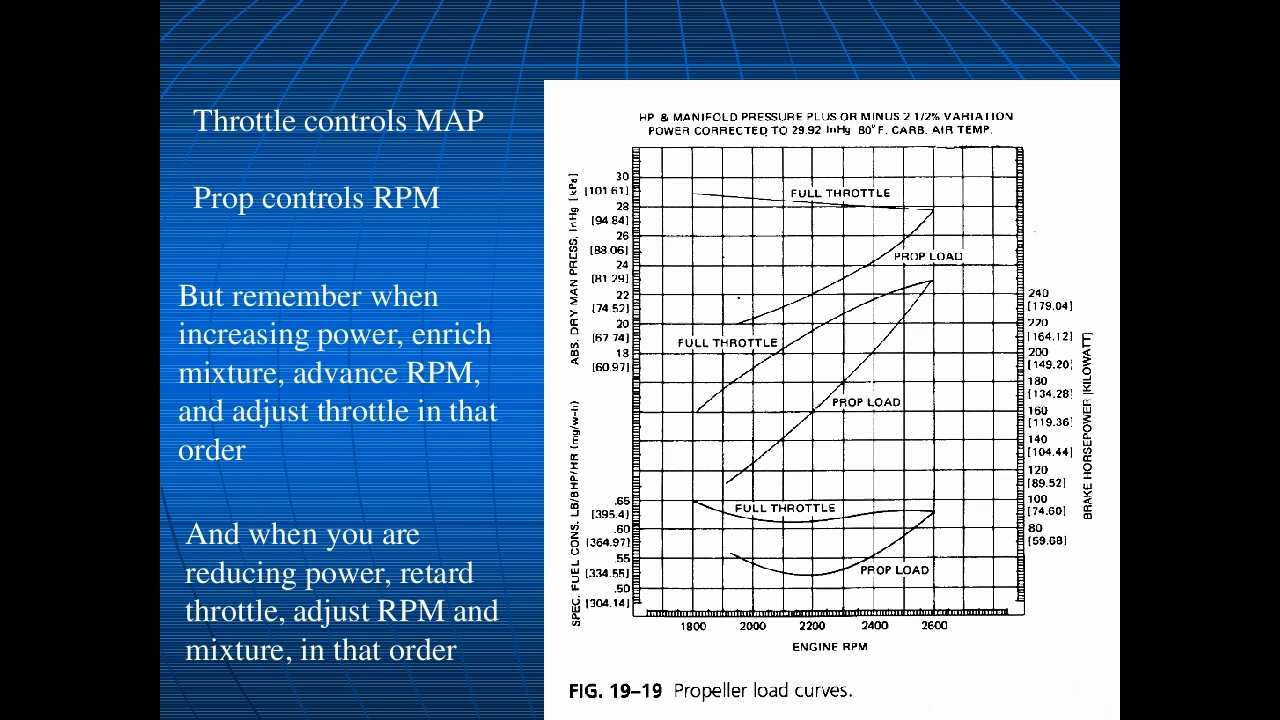 Throttle controls MAP
Prop controls RPM
But remember when
increasing power, enrich
mixture, advance RPM,
and adjust throttle in that
order
And when you are
reducing power, retard
throttle, adjust RPM and
mixture, in that order
HP & MANIFOLD PRESSURE PLUS OR MINUS 2 1/2% VARIATION
POWER CORRECTED TO 29.92 InHg 80° F. CARB. AIR TEMP.
ABS. DRY MAN PRESS, InHg [kPa]
30
[101 61]
28
[94 84]
26
[88.06]
24
[81 29]
22
[74 52]
20
[67 74]
13
[60.97]
FULL THROTTLE
PROP LOAD
FULL THROTTLE
PROP LOAD
FULL THROTTLE
PROP LOAD
SPEC. FUEL CONS. LB/BHP/HR (mg/w-h)
.65
[395.4]
.60
[364.97]
.55
[334.55]
.50
[304.14]
240
[179.04]
220
[164.12]
200
[149.20]
180
[134.28]
160
[119.36]
140
[104.44]
120
[89.52]
100
[74.60]
80
[59.68]
BRAKE HORSEPOWER [KILOWATT]
1800 2000 2200 2400 2600
ENGINE RPM
FIG. 19–19 Propeller load curves.